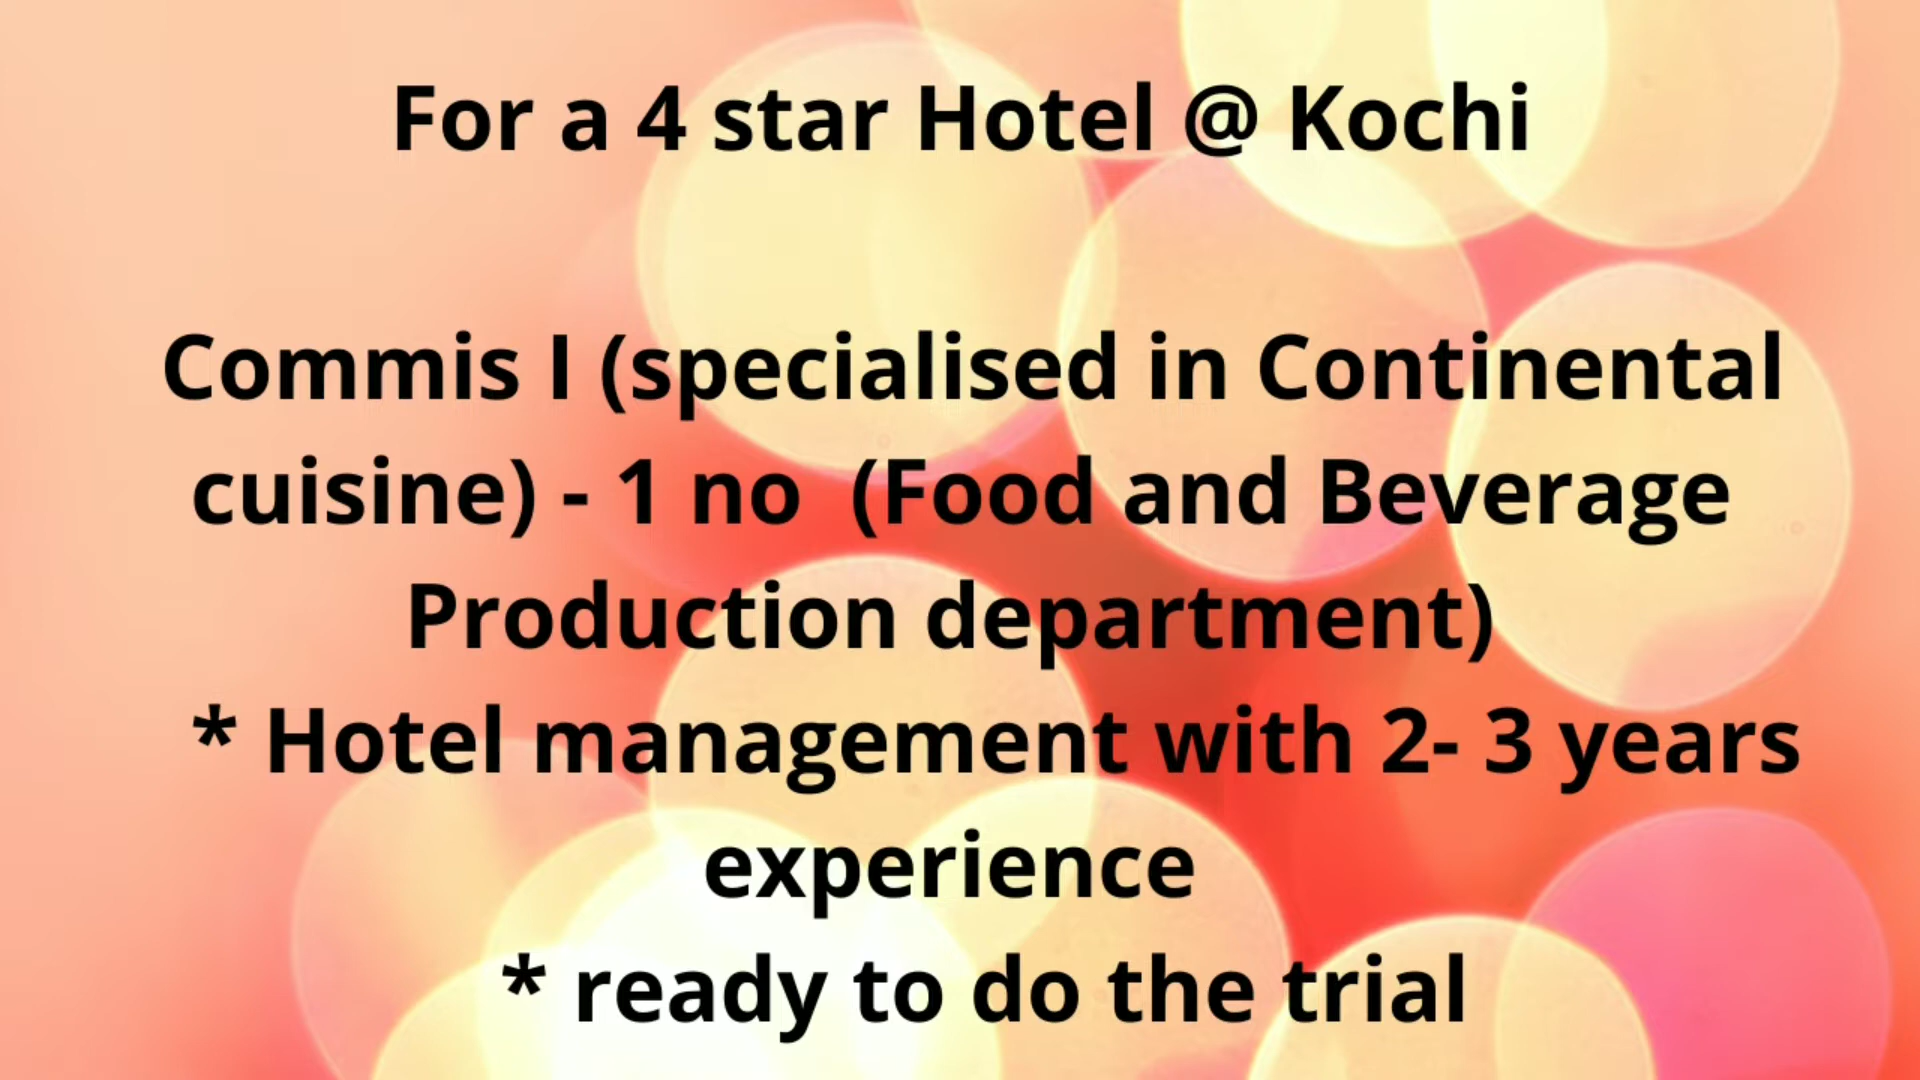 For a 4 star Hotel @ Kochi
Commis I (specialised in Continental
cuisine) - 1 no  (Food and Beverage
Production department)
* Hotel management with 2- 3 years
experience
* ready to do the trial